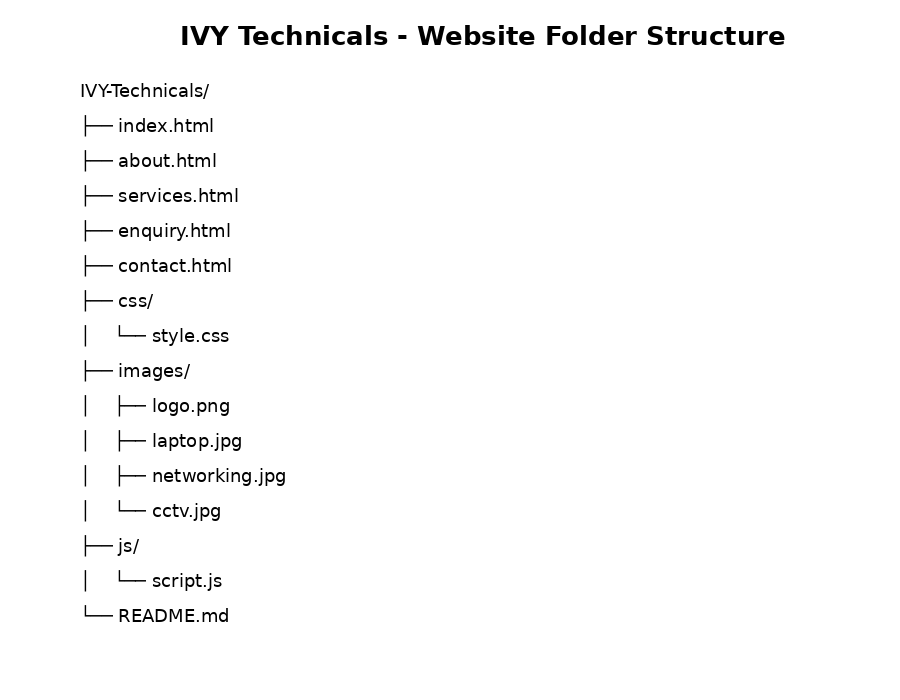 IVY Technicals - Website Folder Structure
IVY-Technicals/
├── index.html
├── about.html
├── services.html
├── enquiry.html
├── contact.html
├── css/
│   └── style.css
├── images/
│   ├── logo.png
│   ├── laptop.jpg
│   ├── networking.jpg
│   └── cctv.jpg
├── js/
│   └── script.js
└── README.md